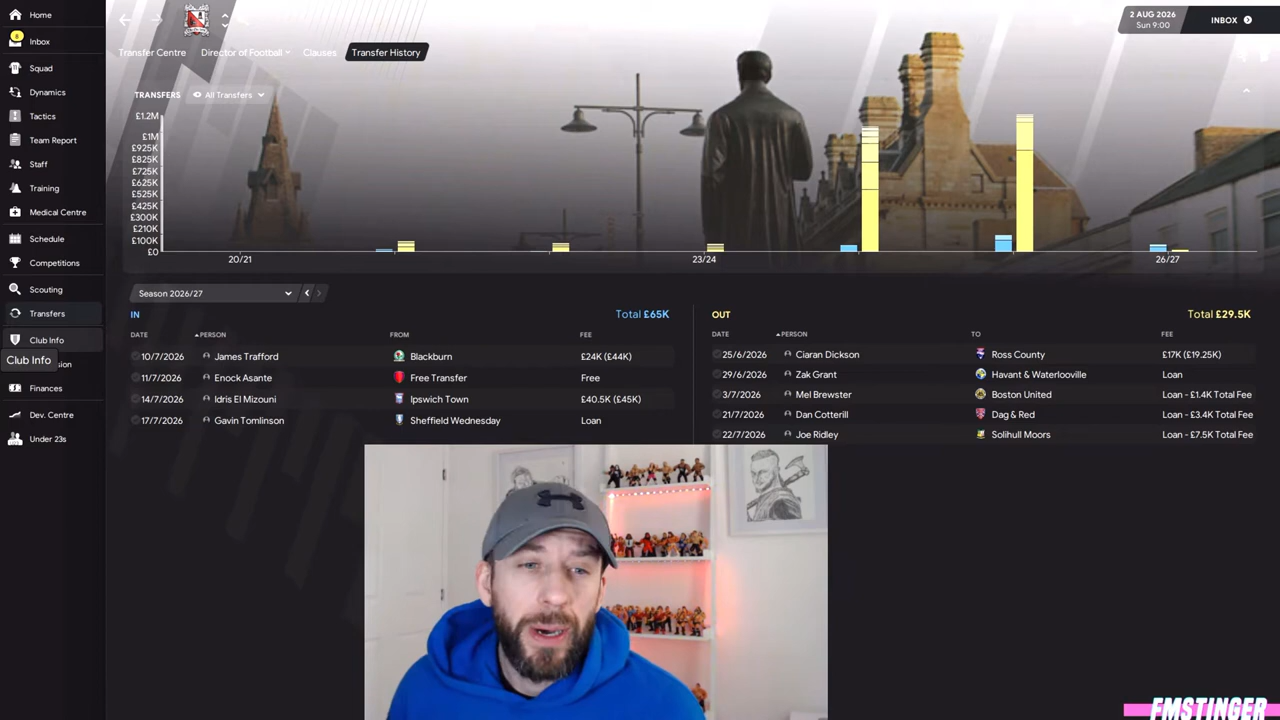 Home
2 AUG 2026
Sun 9:00
INBOX
8
Inbox
Transfer Centre
Director of Football
Clauses
Transfer History
Squad
Dynamics
Tactics
Team Report
Staff
Training
Medical Centre
Schedule
Competitions
Scouting
Transfers
Club Info
Club Info
sion
Finances
Dev. Centre
Under 23s
TRANSFERS
All Transfers
£1.2M
£1M
£925K
£825K
£725K
£625K
£525K
£425K
£300K
£210K
£100K
£0
20/21
23/24
26/27
Season 2026/27
IN
Total £65K
DATE PERSON FROM FEE
10/7/2026 James Trafford Blackburn £24K (£44K)
11/7/2026 Enock Asante Free Transfer Free
14/7/2026 Idris El Mizouni Ipswich Town £40.5K (£45K)
17/7/2026 Gavin Tomlinson Sheffield Wednesday Loan
OUT
Total £29.5K
DATE PERSON TO FEE
25/6/2026 Ciaran Dickson Ross County £17K (£19.25K)
29/6/2026 Zak Grant Havant & Waterlooville Loan
3/7/2026 Mel Brewster Boston United Loan - £1.4K Total Fee
21/7/2026 Dan Cotterill Dag & Red Loan - £3.4K Total Fee
22/7/2026 Joe Ridley Solihull Moors Loan - £7.5K Total Fee
FMSTINGER